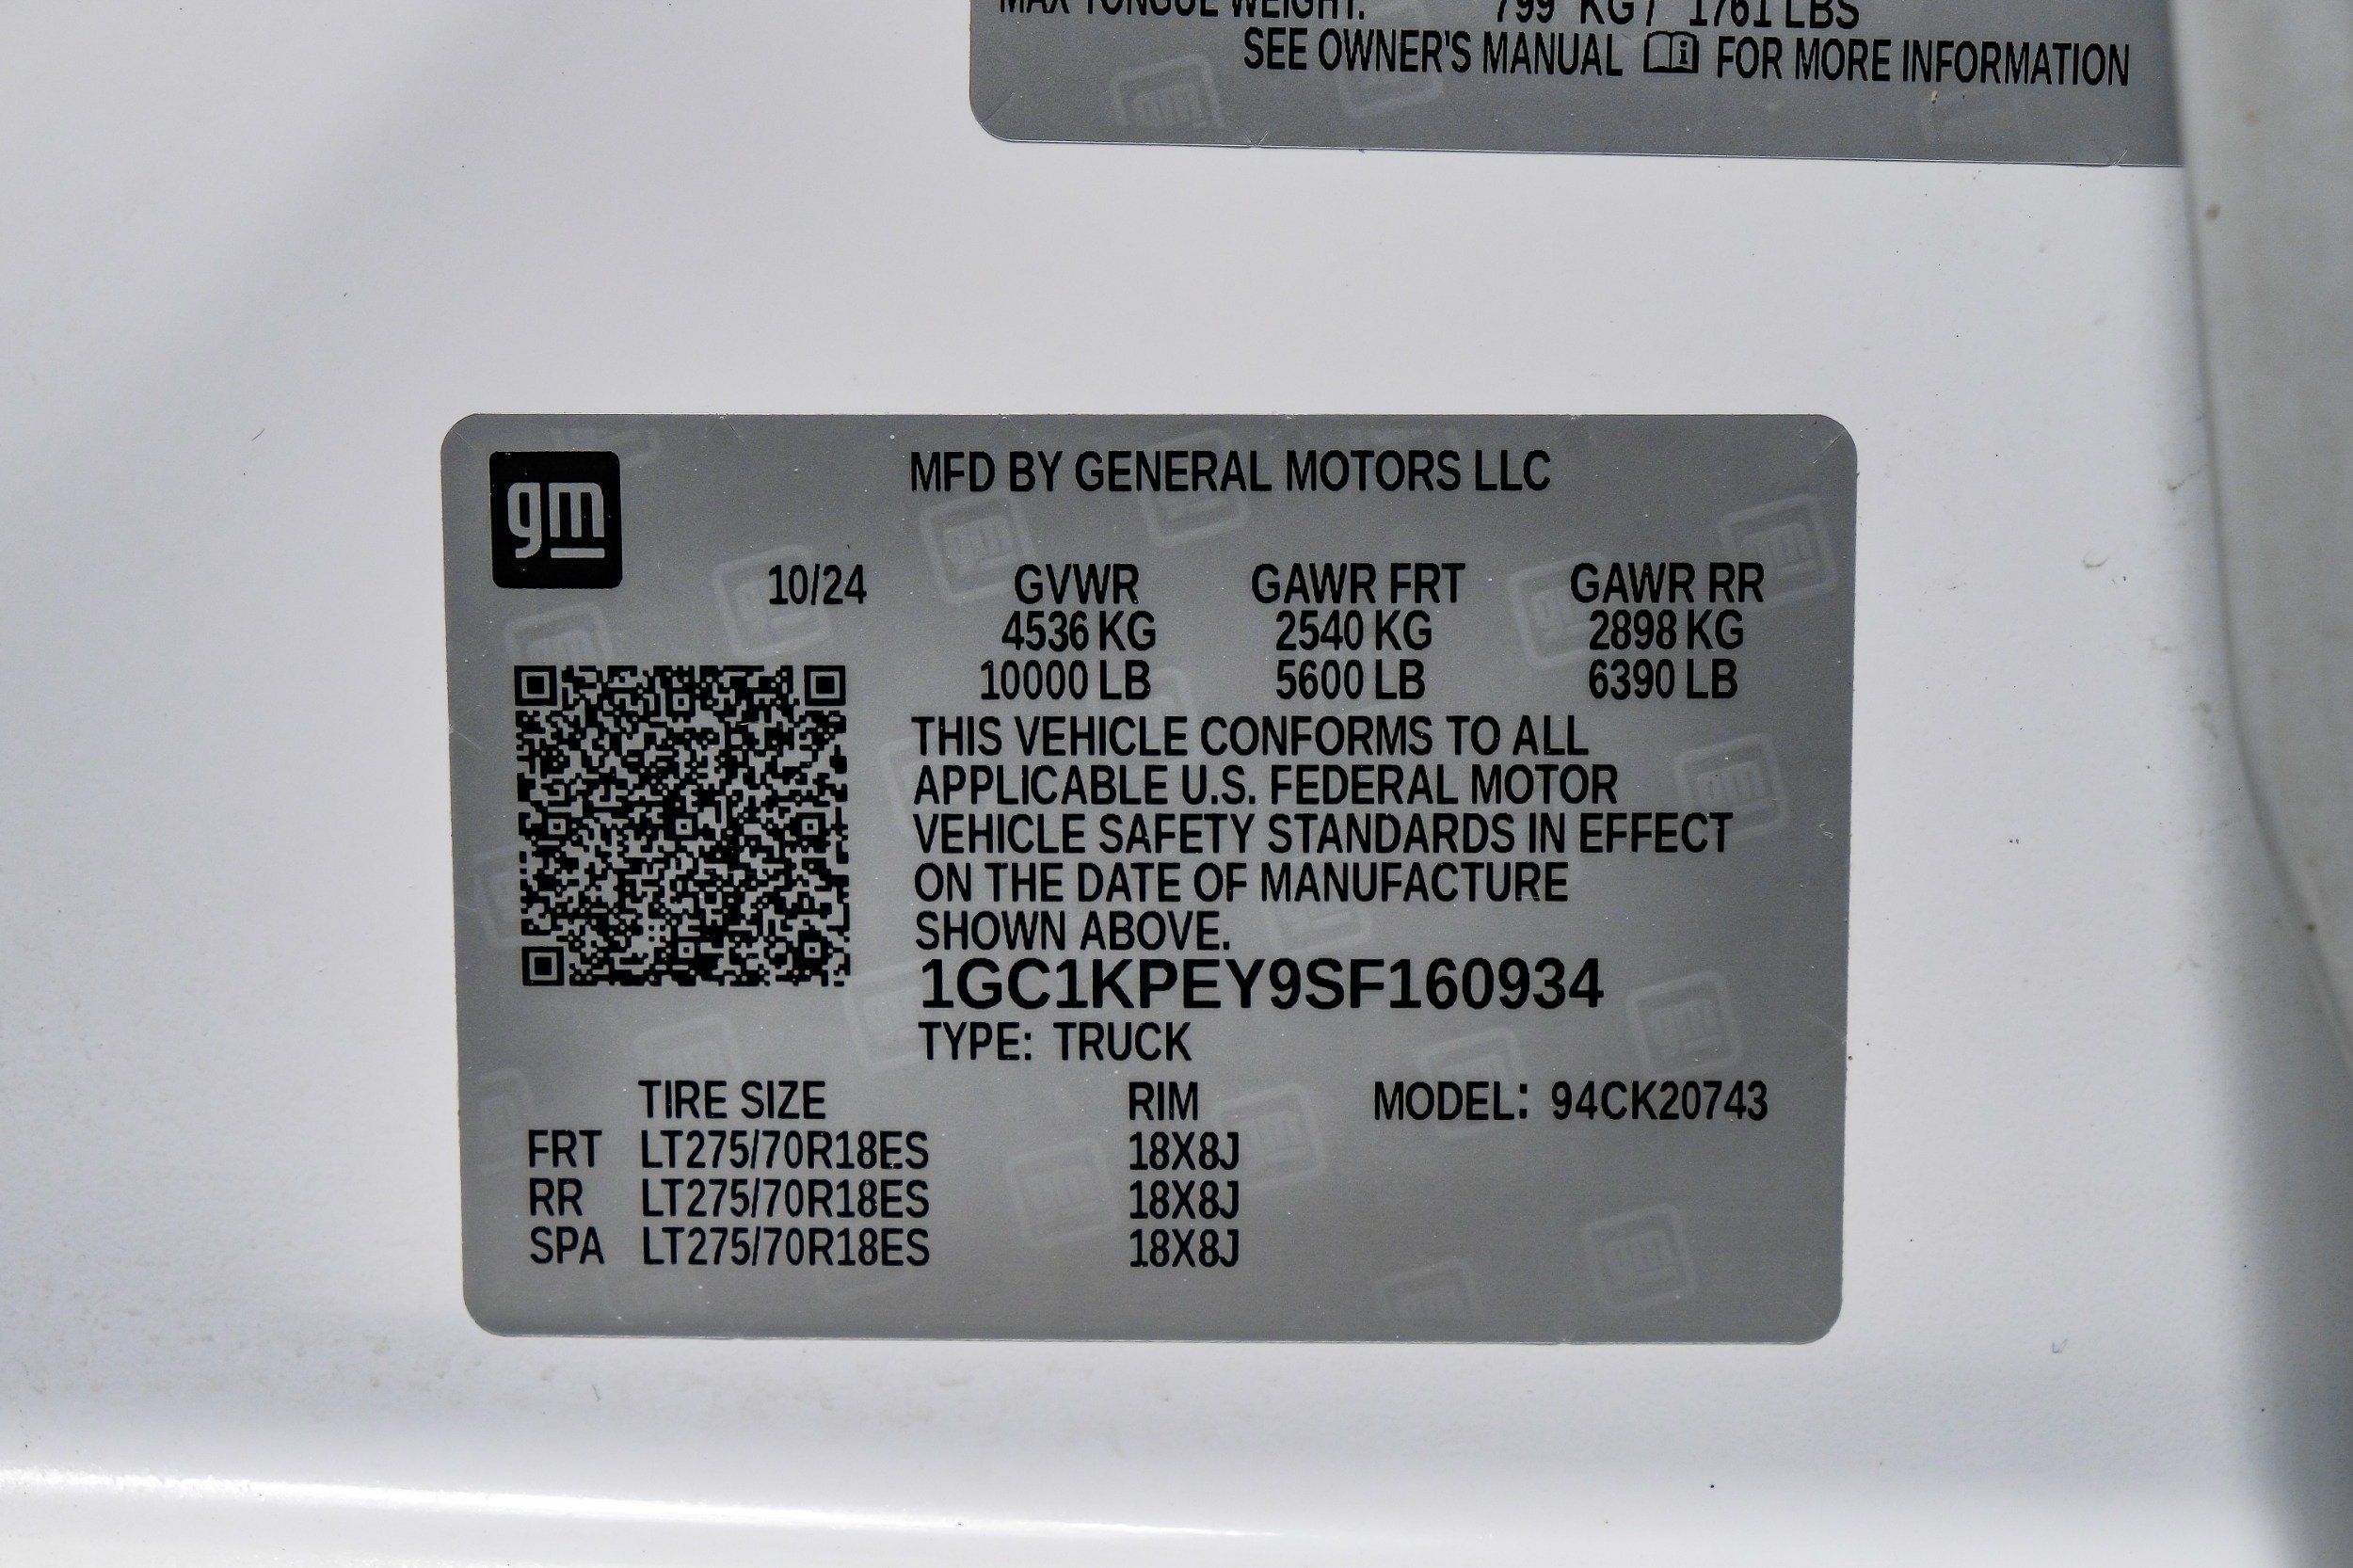 MAX TONGUE WEIGHT: 799 KG / 1761 LBS
SEE OWNER'S MANUAL FOR MORE INFORMATION
gm
MFD BY GENERAL MOTORS LLC
10/24 GVWR GAWR FRT GAWR RR
4536 KG 2540 KG 2898 KG
10000 LB 5600 LB 6390 LB
THIS VEHICLE CONFORMS TO ALL
APPLICABLE U.S. FEDERAL MOTOR
VEHICLE SAFETY STANDARDS IN EFFECT
ON THE DATE OF MANUFACTURE
SHOWN ABOVE.
1GC1KPEY9SF160934
TYPE: TRUCK
TIRE SIZE RIM MODEL: 94CK20743
FRT LT275/70R18ES 18X8J
RR LT275/70R18ES 18X8J
SPA LT275/70R18ES 18X8J